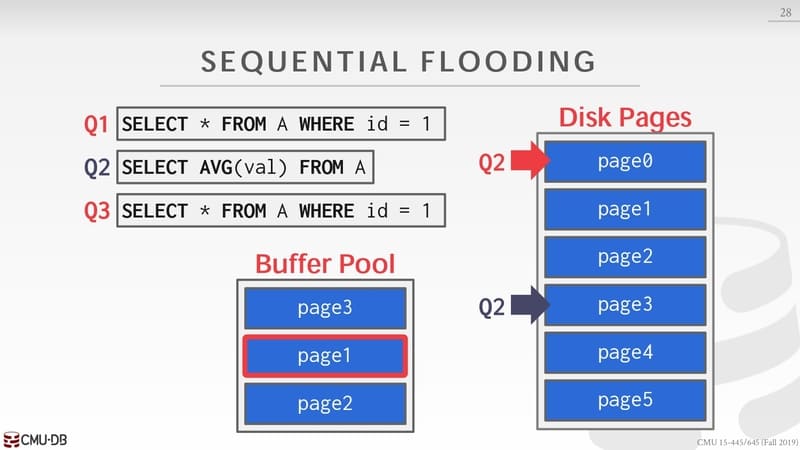 28
SEQUENTIAL FLOODING
Q1 SELECT * FROM A WHERE id = 1
Q2 SELECT AVG(val) FROM A
Q3 SELECT * FROM A WHERE id = 1
Buffer Pool
page3
page1
page2
Disk Pages
Q2 page0
page1
page2
Q2 page3
page4
page5
CMU·DB
CMU 15-445/645 (Fall 2019)